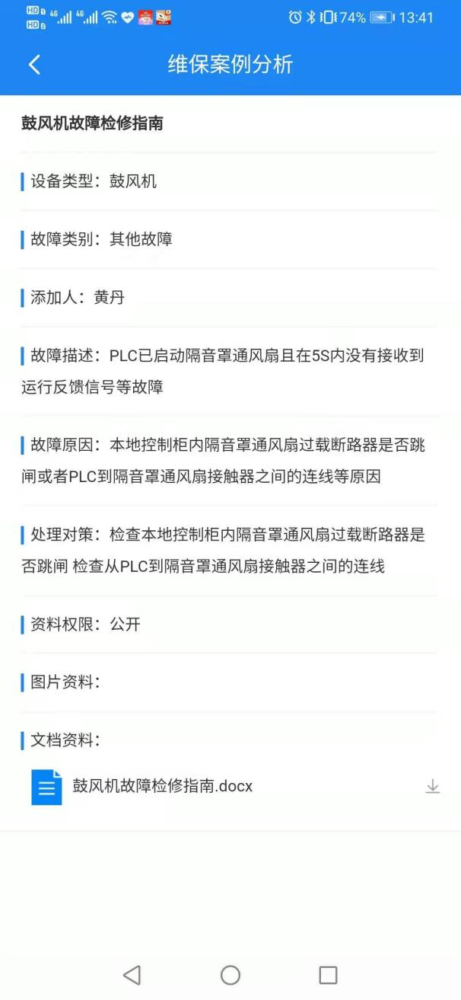 HD1 4G 4G 74% 13:41
HD2
维保案例分析
鼓风机故障检修指南
设备类型：鼓风机
故障类别：其他故障
添加人：黄丹
故障描述：PLC已启动隔音罩通风扇且在5S内没有接收到
运行反馈信号等故障
故障原因：本地控制柜内隔音罩通风扇过载断路器是否跳
闸或者PLC到隔音罩通风扇接触器之间的连线等原因
处理对策：检查本地控制柜内隔音罩通风扇过载断路器是
否跳闸 检查从PLC到隔音罩通风扇接触器之间的连线
资料权限：公开
图片资料：
文档资料：
鼓风机故障检修指南.docx